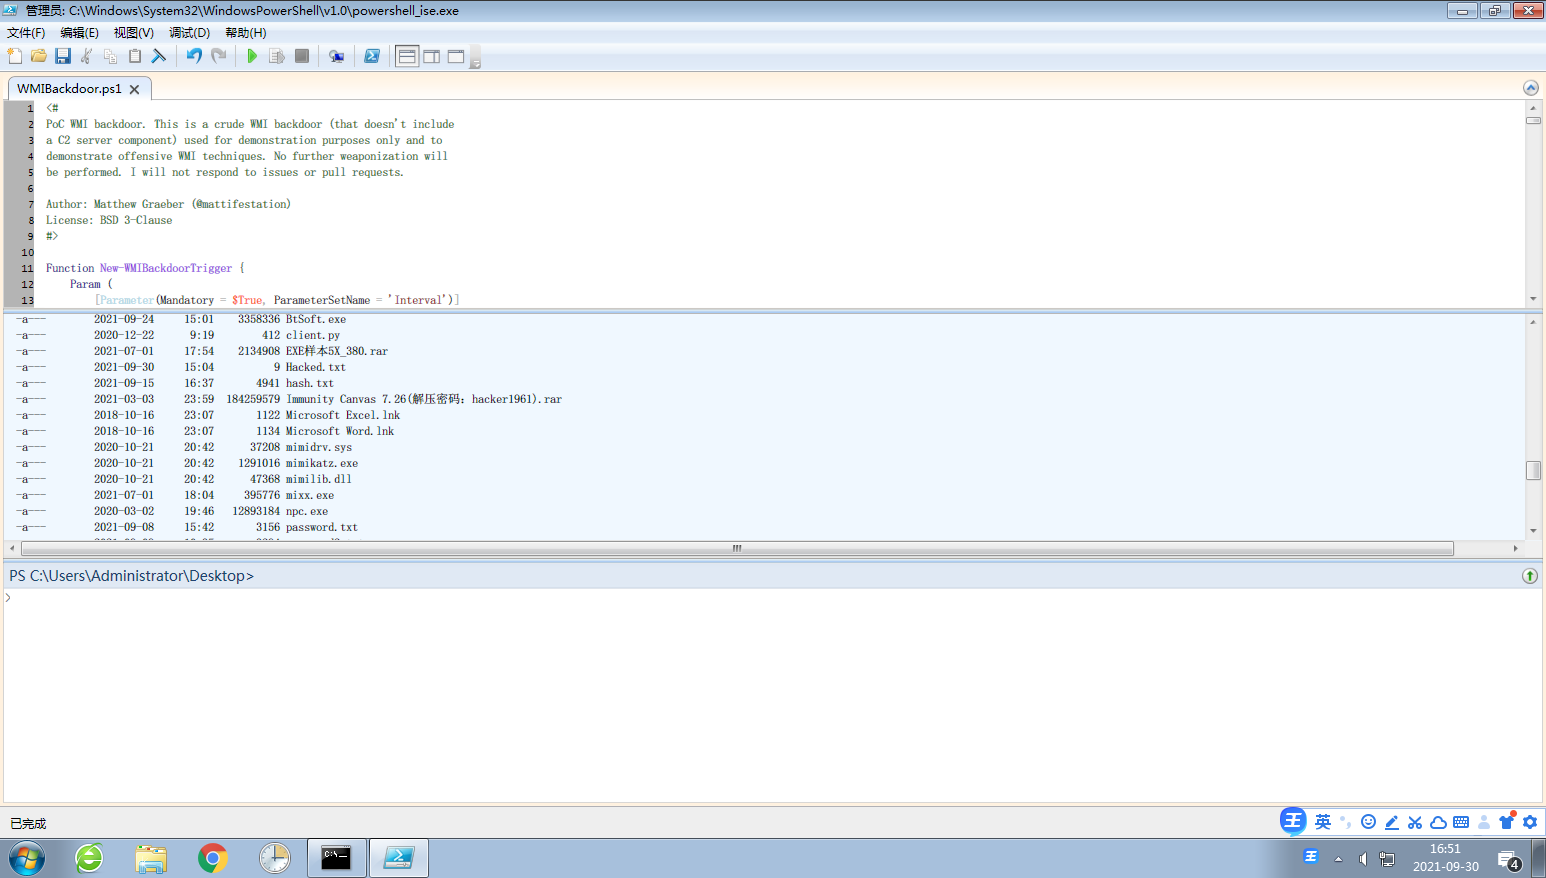 管理员: C:\Windows\System32\WindowsPowerShell\v1.0\powershell_ise.exe
文件(F) 编辑(E) 视图(V) 调试(D) 帮助(H)
WMIBackdoor.ps1
1 <#
2 PoC WMI backdoor. This is a crude WMI backdoor (that doesn't include
3 a C2 server component) used for demonstration purposes only and to
4 demonstrate offensive WMI techniques. No further weaponization will
5 be performed. I will not respond to issues or pull requests.
6
7 Author: Matthew Graeber (@mattifestation)
8 License: BSD 3-Clause
9 #>
10
11 Function New-WMIBackdoorTrigger {
12 Param (
13 [Parameter(Mandatory = $True, ParameterSetName = 'Interval')]
-a--- 2021-09-24 15:01 3358336 BtSoft.exe
-a--- 2020-12-22 9:19 412 client.py
-a--- 2021-07-01 17:54 2134908 EXE样本5X_380.rar
-a--- 2021-09-30 15:04 9 Hacked.txt
-a--- 2021-09-15 16:37 4941 hash.txt
-a--- 2021-03-03 23:59 184259579 Immunity Canvas 7.26(解压密码：hacker1961).rar
-a--- 2018-10-16 23:07 1122 Microsoft Excel.lnk
-a--- 2018-10-16 23:07 1134 Microsoft Word.lnk
-a--- 2020-10-21 20:42 37208 mimidrv.sys
-a--- 2020-10-21 20:42 1291016 mimikatz.exe
-a--- 2020-10-21 20:42 47368 mimilib.dll
-a--- 2021-07-01 18:04 395776 mixx.exe
-a--- 2020-03-02 19:46 12893184 npc.exe
-a--- 2021-09-08 15:42 3156 password.txt
PS C:\Users\Administrator\Desktop>
>
已完成
王 英
C:\_
王
16:51
2021-09-30
4